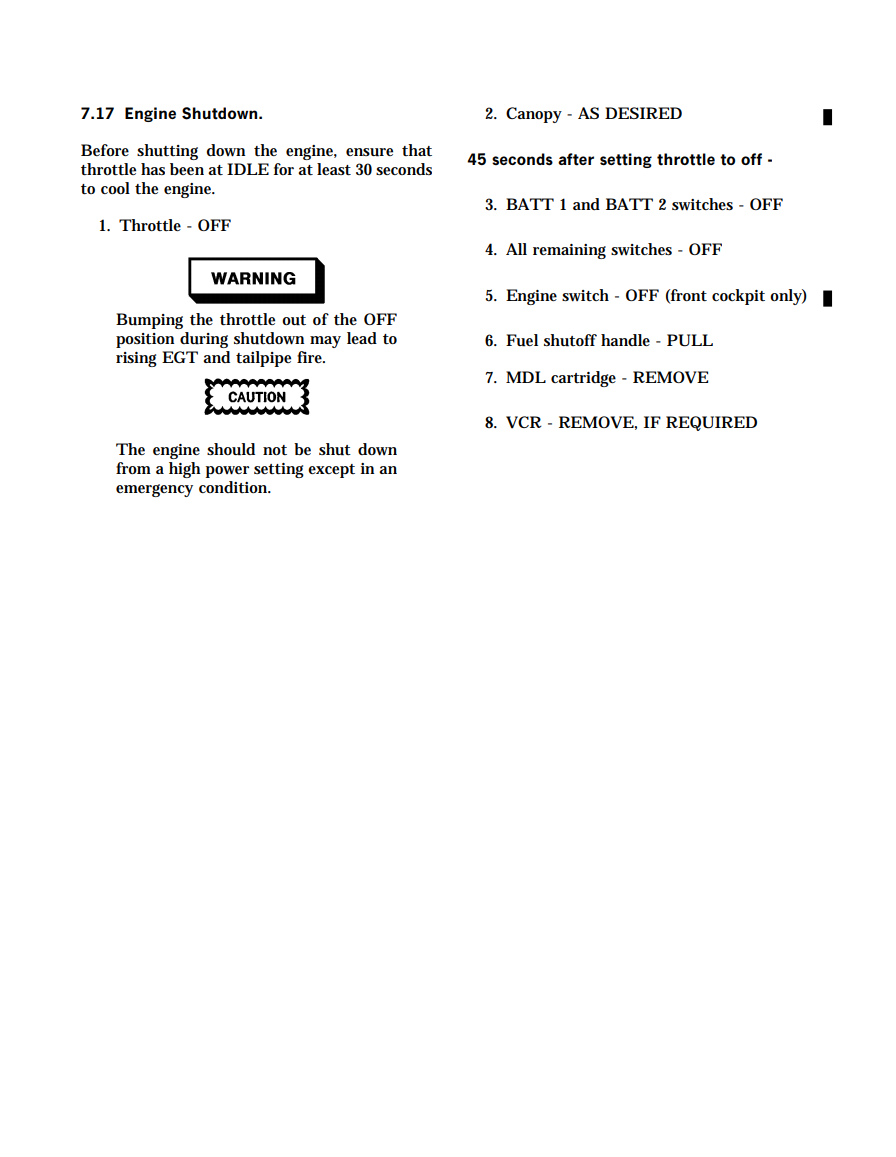 7.17 Engine Shutdown.
Before shutting down the engine, ensure that
throttle has been at IDLE for at least 30 seconds
to cool the engine.
1. Throttle - OFF
WARNING
Bumping the throttle out of the OFF
position during shutdown may lead to
rising EGT and tailpipe fire.
CAUTION
The engine should not be shut down
from a high power setting except in an
emergency condition.
2. Canopy - AS DESIRED
45 seconds after setting throttle to off -
3. BATT 1 and BATT 2 switches - OFF
4. All remaining switches - OFF
5. Engine switch - OFF (front cockpit only)
6. Fuel shutoff handle - PULL
7. MDL cartridge - REMOVE
8. VCR - REMOVE, IF REQUIRED